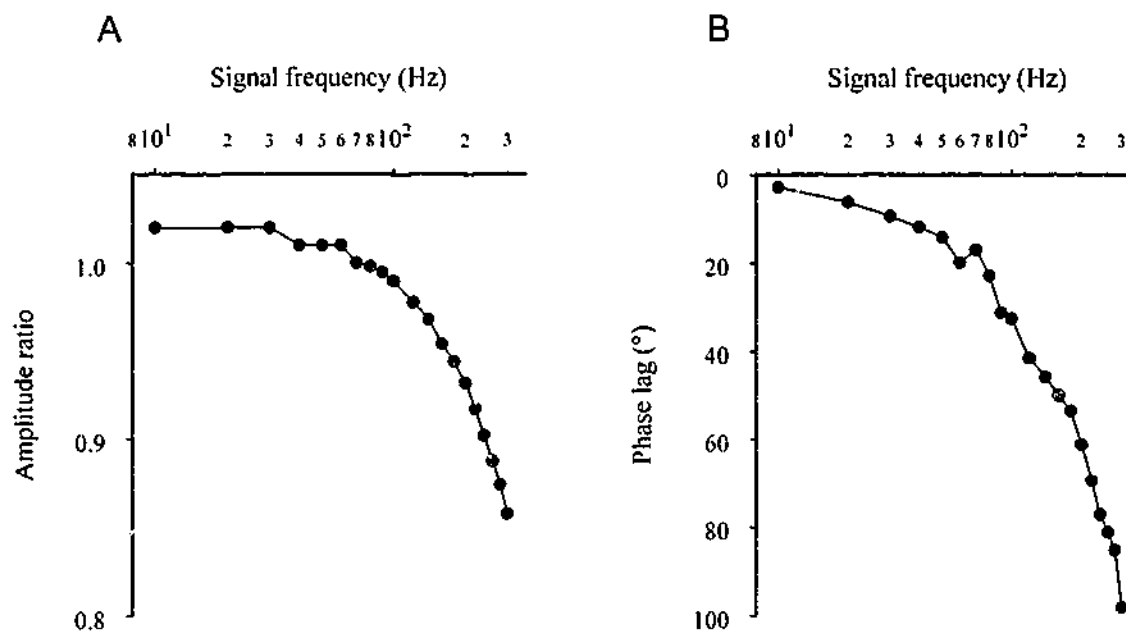 A
Signal frequency (Hz)
8 10¹ 2 3 4 5 6 7 8 10² 2 3
1.0
0.9
0.8
Amplitude ratio
B
Signal frequency (Hz)
8 10¹ 2 3 4 5 6 7 8 10² 2 3
0
20
40
60
80
100
Phase lag (°)